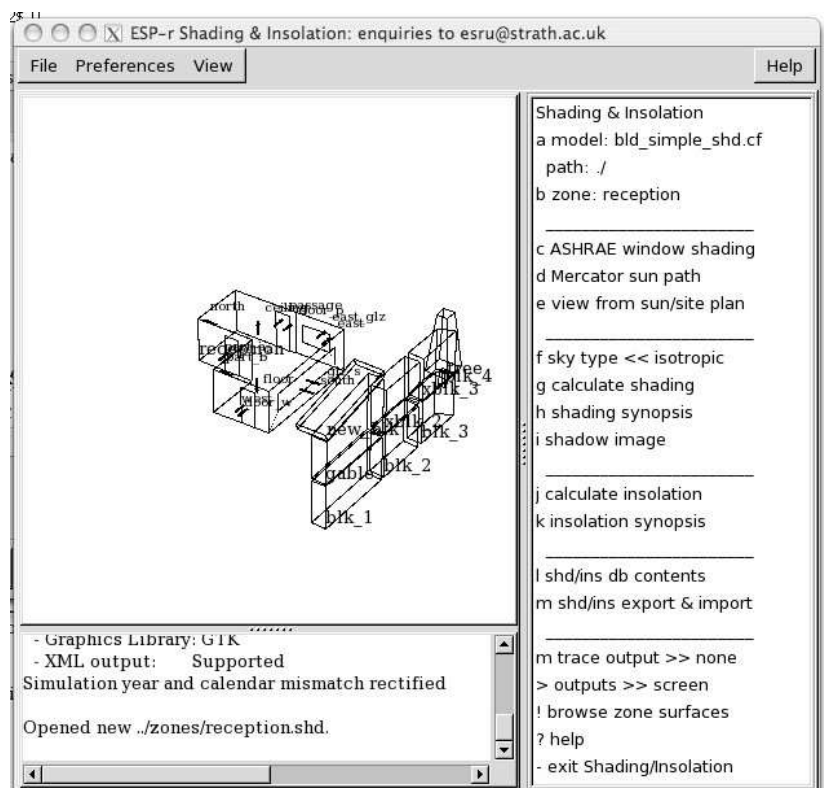 ESP-r Shading & Insolation: enquiries to esru@strath.ac.uk
File Preferences View Help
north
passage
east_glz
east
reception
floor
south
tree
blk_4
xblk_3
blk_3
blk_2
gable
blk_1
Shading & Insolation
a model: bld_simple_shd.cf
path: ./
b zone: reception
c ASHRAE window shading
d Mercator sun path
e view from sun/site plan
f sky type << isotropic
g calculate shading
h shading synopsis
i shadow image
j calculate insolation
k insolation synopsis
l shd/ins db contents
m shd/ins export & import
m trace output >> none
> outputs >> screen
! browse zone surfaces
? help
- exit Shading/Insolation
- Graphics Library: GTK
- XML output: Supported
Simulation year and calendar mismatch rectified
Opened new ../zones/reception.shd.